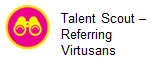 Talent Scout –
Referring
Virtusans